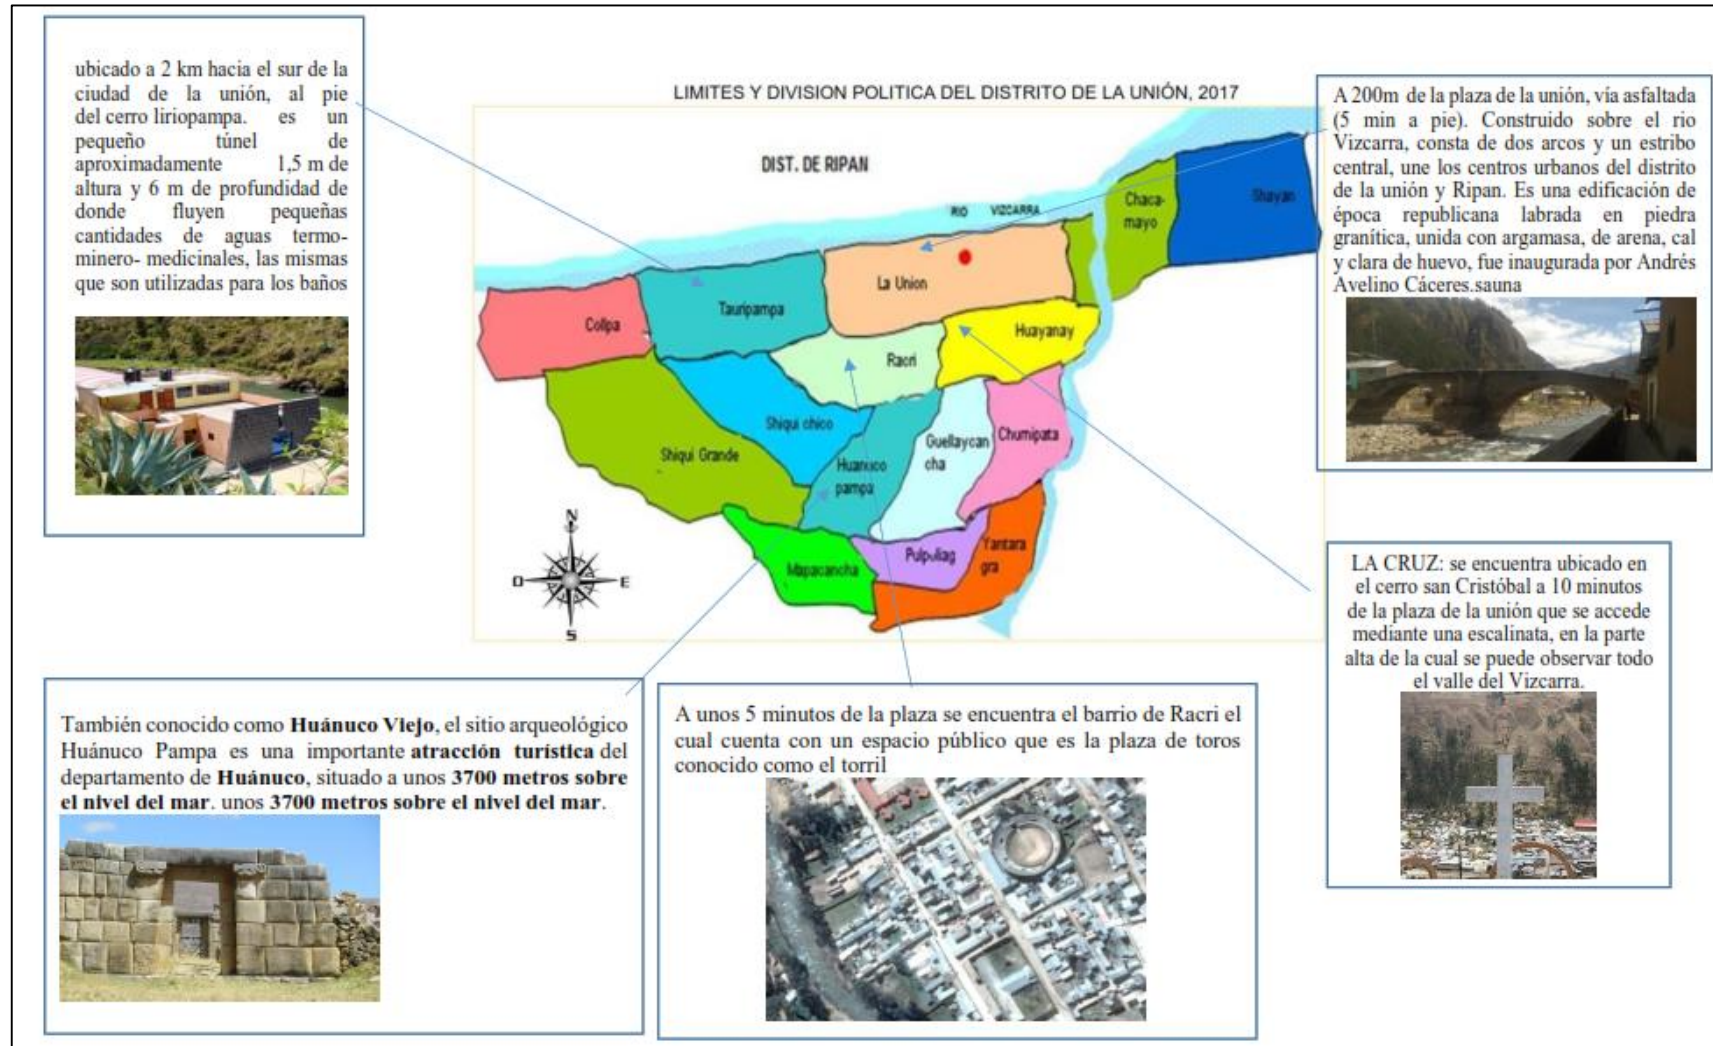 ubicado a 2 km hacia el sur de la
ciudad de la unión, al pie
del cerro liriopampa. es un
pequeño túnel de
aproximadamente 1,5 m de
altura y 6 m de profundidad de
donde fluyen pequeñas
cantidades de aguas termo-
minero- medicinales, las mismas
que son utilizadas para los baños
LIMITES Y DIVISION POLITICA DEL DISTRITO DE LA UNIÓN, 2017
DIST. DE RIPAN
RIO VIZCARRA
Chaca-
mayo
Shayan
La Union
Tauripampa
Collpa
Huayanay
Racri
Shiqui chico
Shiqui Grande
Huanuco
pampa
Guellaycan
cha
Chumipata
Mapacancha
Pulpuliag
Yantara
gra
N
O E
S
A 200m de la plaza de la unión, vía asfaltada
(5 min a pie). Construido sobre el rio
Vizcarra, consta de dos arcos y un estribo
central, une los centros urbanos del distrito
de la unión y Ripan. Es una edificación de
época republicana labrada en piedra
granítica, unida con argamasa, de arena, cal
y clara de huevo, fue inaugurada por Andrés
Avelino Cáceres.sauna
LA CRUZ: se encuentra ubicado en
el cerro san Cristóbal a 10 minutos
de la plaza de la unión que se accede
mediante una escalinata, en la parte
alta de la cual se puede observar todo
el valle del Vizcarra.
También conocido como Huánuco Viejo, el sitio arqueológico
Huánuco Pampa es una importante atracción turística del
departamento de Huánuco, situado a unos 3700 metros sobre
el nivel del mar. unos 3700 metros sobre el nivel del mar.
A unos 5 minutos de la plaza se encuentra el barrio de Racri el
cual cuenta con un espacio público que es la plaza de toros
conocido como el torril